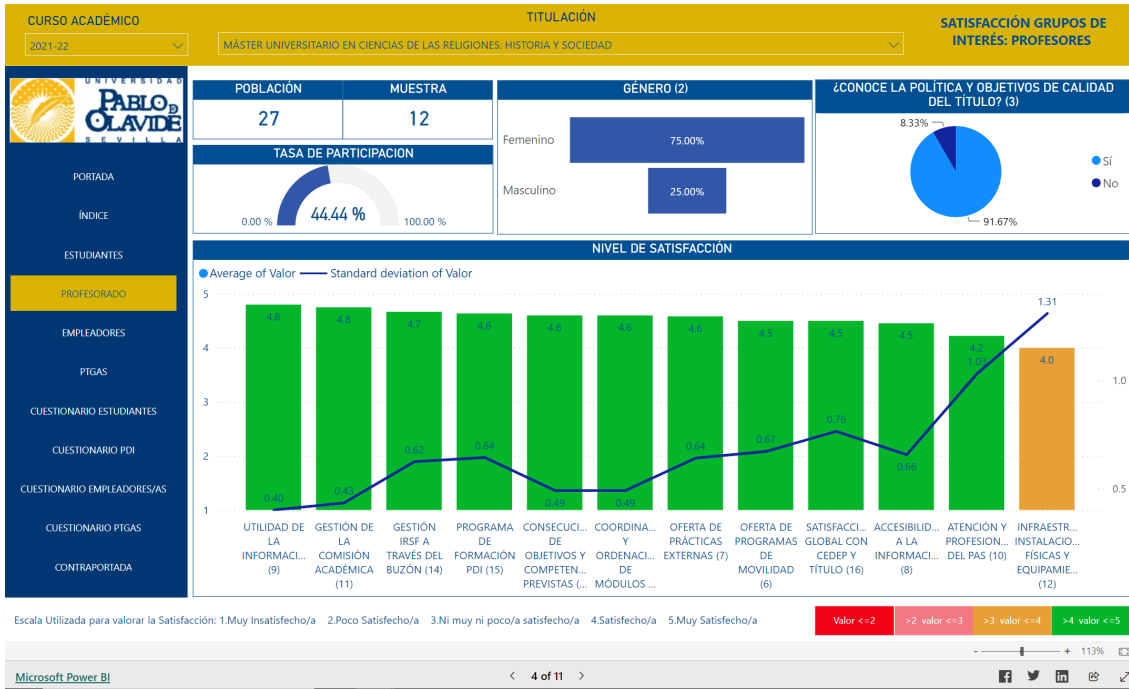 CURSO ACADÉMICO
2021-22
TITULACIÓN
MÁSTER UNIVERSITARIO EN CIENCIAS DE LAS RELIGIONES: HISTORIA Y SOCIEDAD
SATISFACCIÓN GRUPOS DE
INTERÉS: PROFESORES
UNIVERSIDAD
PABLO DE
OLAVIDE
SEVILLA
PORTADA
ÍNDICE
ESTUDIANTES
PROFESORADO
EMPLEADORES
PTGAS
CUESTIONARIO ESTUDIANTES
CUESTIONARIO PDI
CUESTIONARIO EMPLEADORES/AS
CUESTIONARIO PTGAS
CONTRAPORTADA
POBLACIÓN
27
MUESTRA
12
TASA DE PARTICIPACION
0.00 %
44.44 %
100.00 %
GÉNERO (2)
Femenino
75.00%
Masculino
25.00%
¿CONOCE LA POLÍTICA Y OBJETIVOS DE CALIDAD
DEL TÍTULO? (3)
8.33%
91.67%
Sí
No
NIVEL DE SATISFACCIÓN
Average of Valor
Standard deviation of Valor
5
4
3
2
1
4.8
4.8
4.7
4.6
4.6
4.6
4.6
4.5
4.5
4.5
4.2
4.0
0.40
0.43
0.62
0.64
0.49
0.49
0.64
0.67
0.76
0.66
1.03
1.31
1.0
0.5
UTILIDAD DE
LA
INFORMACI...
(9)
GESTIÓN DE
LA
COMISIÓN
ACADÉMICA
(11)
GESTIÓN
IRSF A
TRAVÉS DEL
BUZÓN (14)
PROGRAMA
DE
FORMACIÓN
PDI (15)
CONSECUCI...
DE
OBJETIVOS Y
COMPETEN...
PREVISTAS (...
COORDINA...
Y
ORDENACI...
DE
MÓDULOS ...
OFERTA DE
PRÁCTICAS
EXTERNAS (7)
OFERTA DE
PROGRAMAS
DE
MOVILIDAD
(6)
SATISFACCI...
GLOBAL CON
CEDEP Y
TÍTULO (16)
ACCESIBILID...
A LA
INFORMACI...
(8)
ATENCIÓN Y
PROFESION...
DEL PAS (10)
INFRAESTR...
INSTALACIO...
FÍSICAS Y
EQUIPAMIE...
(12)
Escala Utilizada para valorar la Satisfacción: 1.Muy Insatisfecho/a 2.Poco Satisfecho/a 3.Ni muy ni poco/a satisfecho/a 4.Satisfecho/a 5.Muy Satisfecho/a
Valor <=2
>2 valor <=3
>3 valor <=4
>4 valor <=5
- + 113%
Microsoft Power BI
< 4 of 11 >